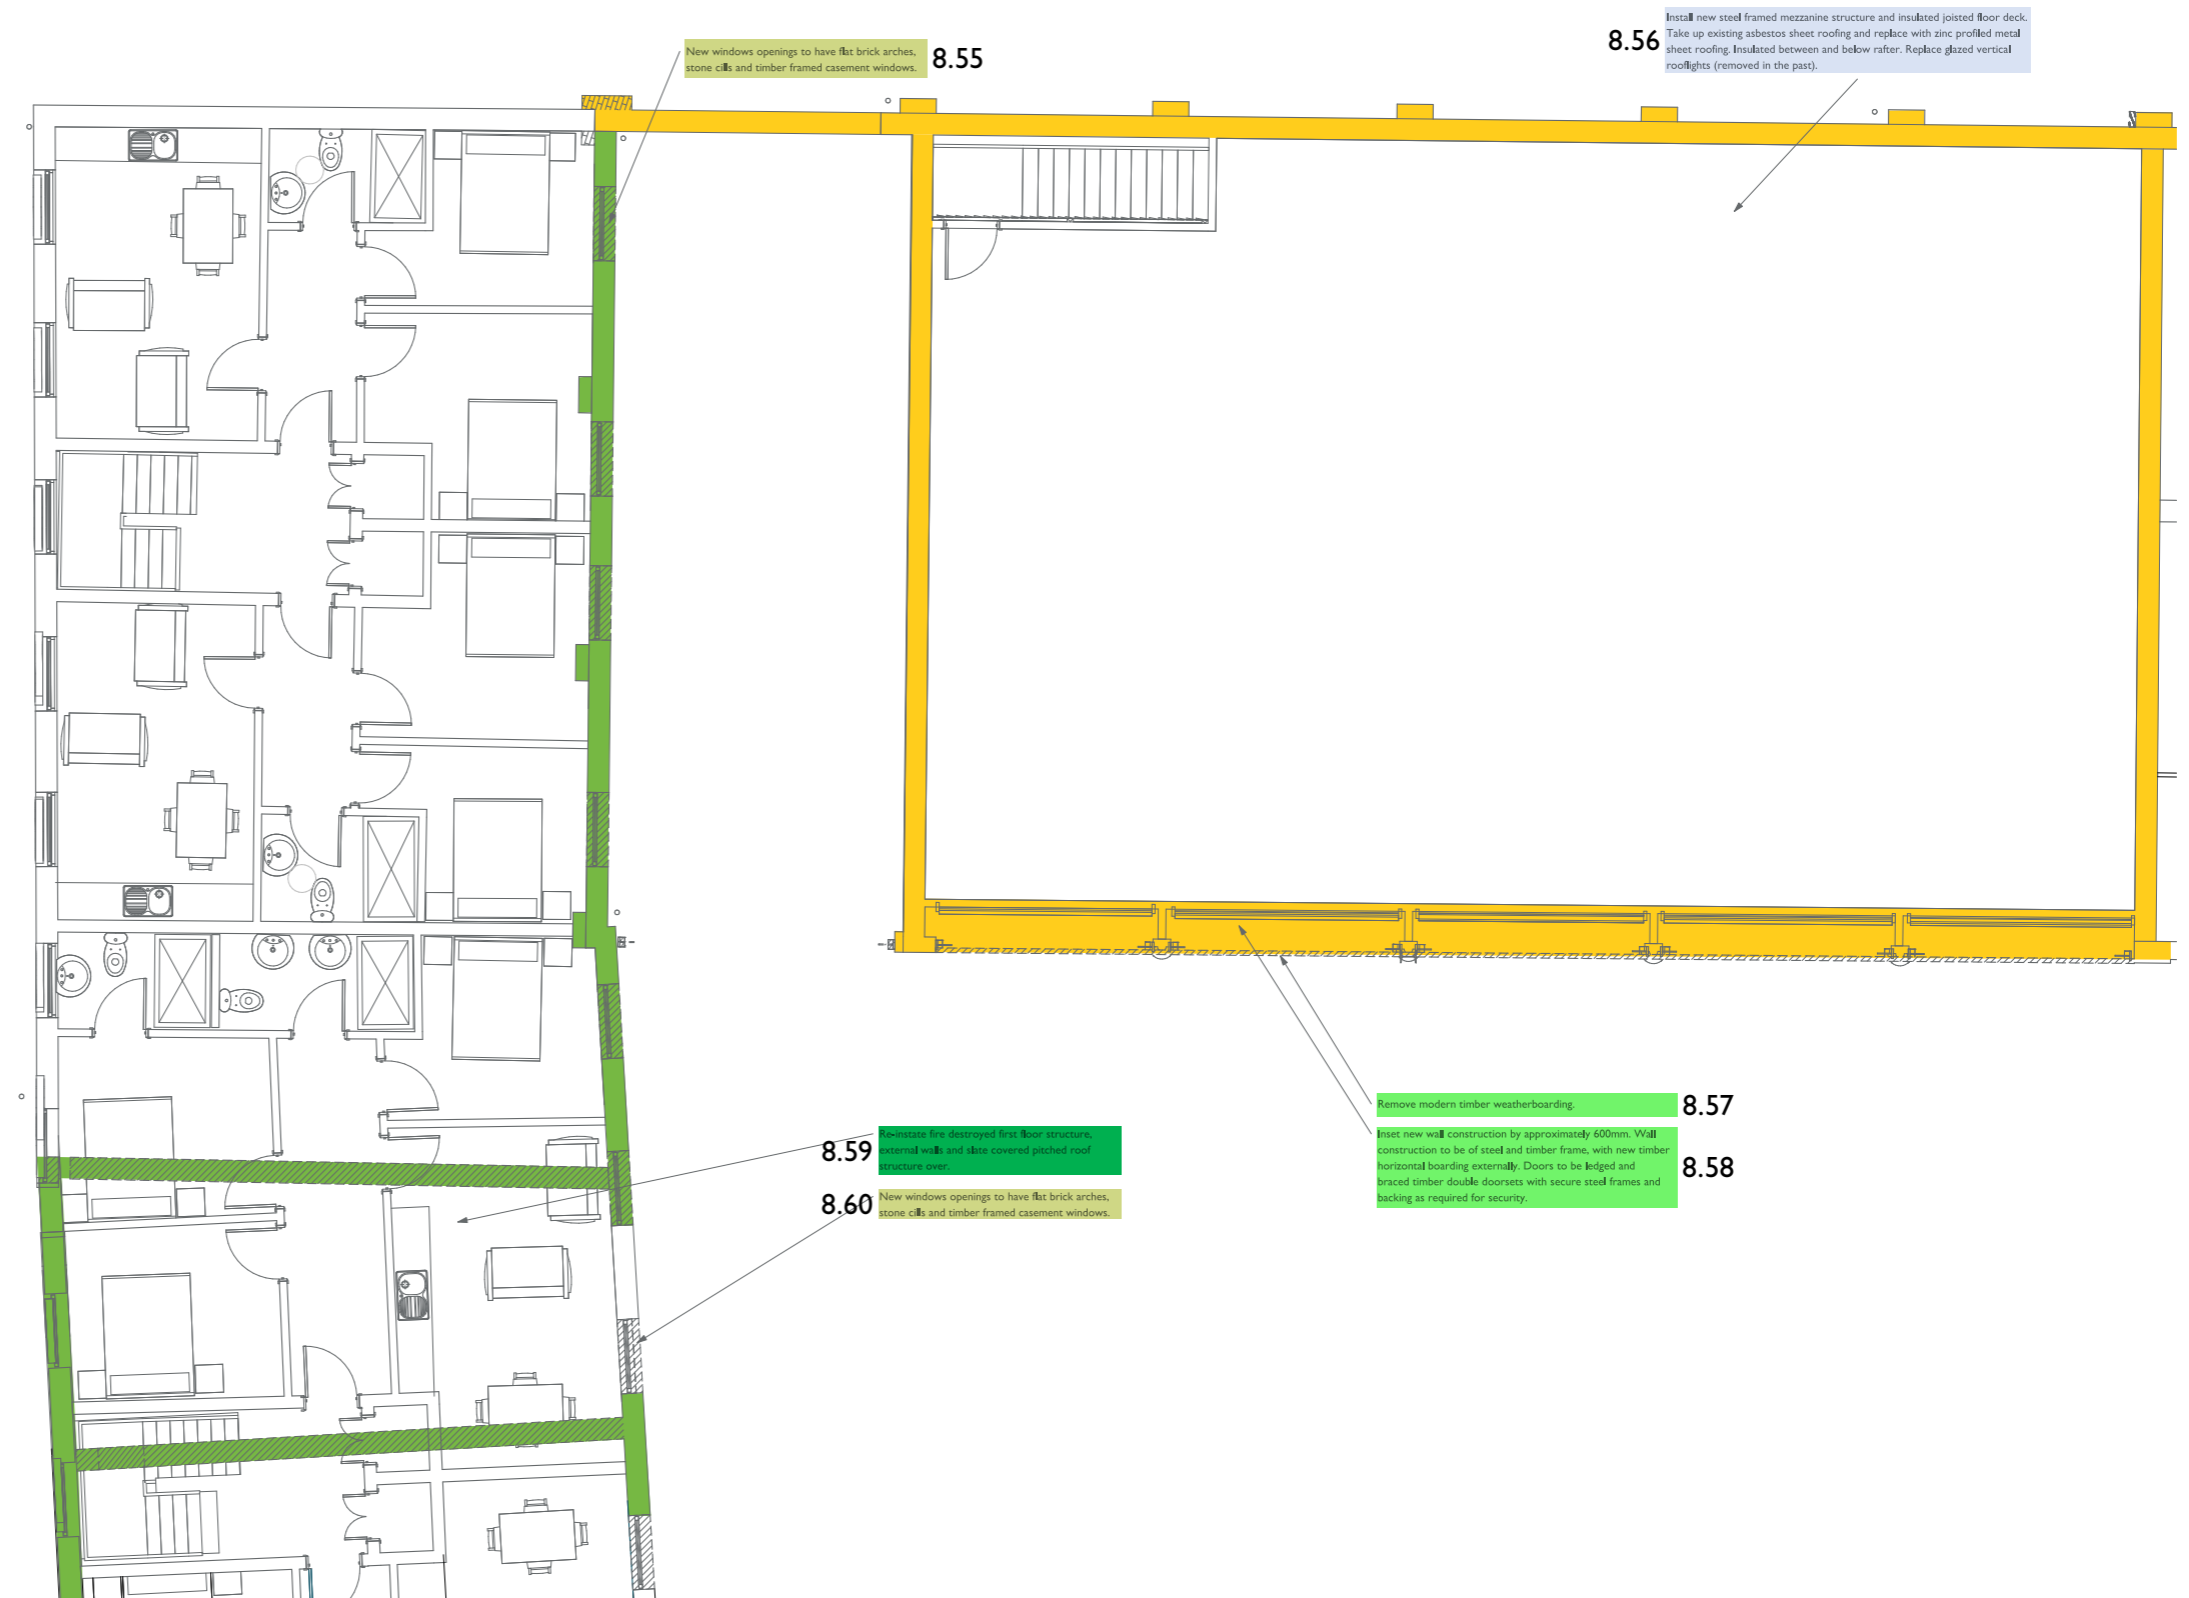 New windows openings to have flat brick arches,
stone cills and timber framed casement windows.
8.55
8.56
Install new steel framed mezzanine structure and insulated joisted floor deck.
Take up existing asbestos sheet roofing and replace with zinc profiled metal
sheet roofing. Insulated between and below rafter. Replace glazed vertical
rooflights (removed in the past).
Remove modern timber weatherboarding.
8.57
Inset new wall construction by approximately 600mm. Wall
construction to be of steel and timber frame, with new timber
horizontal boarding externally. Doors to be ledged and
braced timber double doorsets with secure steel frames and
backing as required for security.
8.58
8.59
Re-instate fire destroyed first floor structure,
external walls and slate covered pitched roof
structure over.
8.60
New windows openings to have flat brick arches,
stone cills and timber framed casement windows.